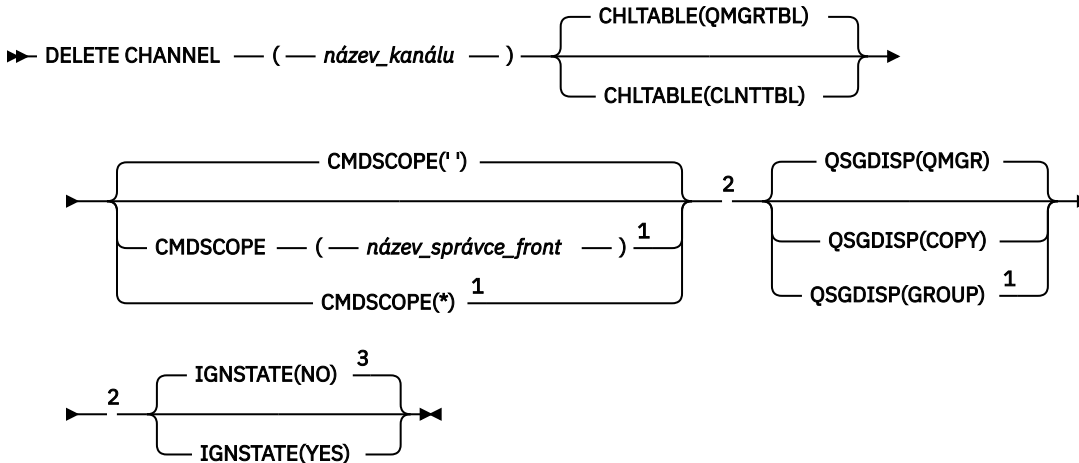 CHLTABLE(QMGRTBL)
DELETE CHANNEL ( název_kanálu )
CHLTABLE(CLNTTBL)
CMDSCOPE(' ')
2
QSGDISP(QMGR)
CMDSCOPE ( název_správce_front ) 1
QSGDISP(COPY)
CMDSCOPE(*) 1
QSGDISP(GROUP) 1
2
IGNSTATE(NO) 3
IGNSTATE(YES)